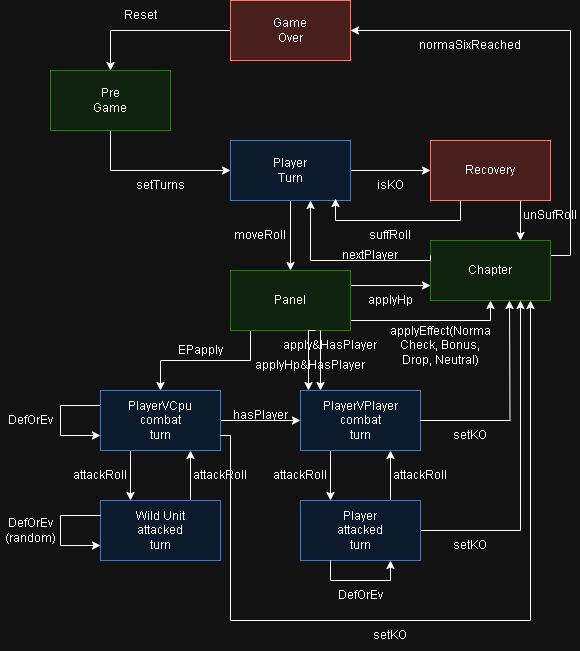 Reset
Game
Over
normaSixReached
Pre
Game
Player
Turn
Recovery
setTurns
isKO
unSufRoll
moveRoll
suffRoll
nextPlayer
Panel
Chapter
applyHp
applyEffect(Norma
Check, Bonus,
Drop, Neutral)
EPapply
apply&HasPlayer
applyHp&HasPlayer
DefOrEv
PlayerVCpu
combat
turn
hasPlayer
PlayerVPlayer
combat
turn
setKO
attackRoll
attackRoll
attackRoll
attackRoll
DefOrEv
(random)
Wild Unit
attacked
turn
Player
attacked
turn
setKO
DefOrEv
setKO